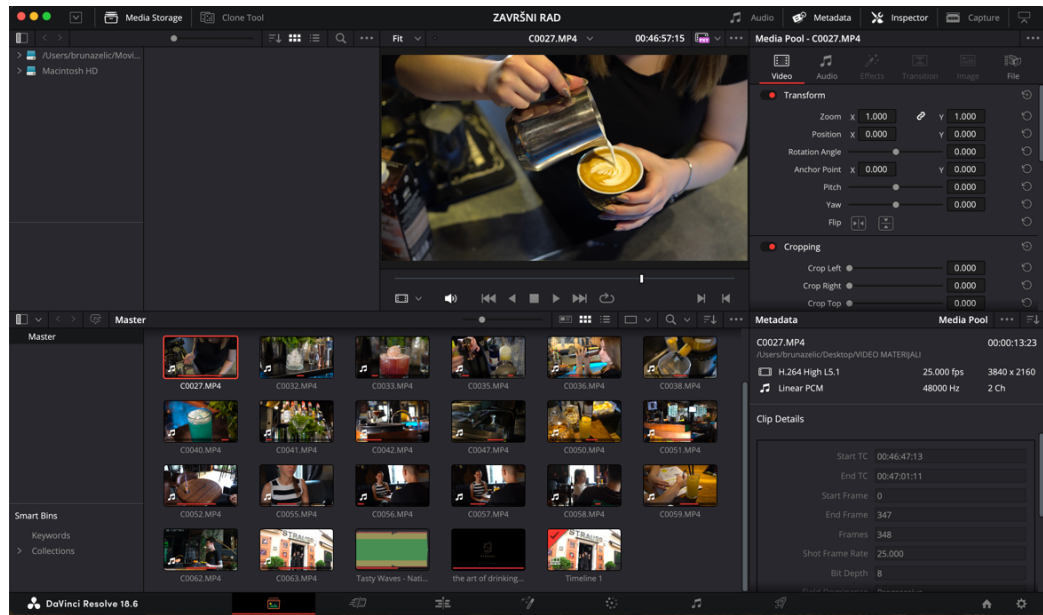 Media Storage Clone Tool ZAVRŠNI RAD Audio Metadata Inspector Capture
Fit C0027.MP4 00:46:57:15 Media Pool - C0027.MP4
/Users/brunazelic/Movi...
Macintosh HD
Video Audio Effects Transition Image File
Transform
Zoom X 1.000 Y 1.000
Position X 0.000 Y 0.000
Rotation Angle 0.000
Anchor Point X 0.000 Y 0.000
Pitch 0.000
Yaw 0.000
Flip
Cropping
Crop Left 0.000
Crop Right 0.000
Crop Top 0.000
Master
Master
C0027.MP4 C0032.MP4 C0033.MP4 C0035.MP4 C0036.MP4 C0038.MP4
C0040.MP4 C0041.MP4 C0042.MP4 C0047.MP4 C0050.MP4 C0051.MP4
C0052.MP4 C0055.MP4 C0056.MP4 C0057.MP4 C0058.MP4 C0059.MP4
C0062.MP4 C0063.MP4 Tasty Waves - Nati... the art of drinking... Timeline 1
Smart Bins
Keywords
Collections
Metadata Media Pool
C0027.MP4 00:00:13:23
/Users/brunazelic/Desktop/VIDEO MATERIJALI
H.264 High L5.1 25.000 fps 3840 x 2160
Linear PCM 48000 Hz 2 Ch
Clip Details
Start TC 00:46:47:13
End TC 00:47:01:11
Start Frame 0
End Frame 347
Frames 348
Shot Frame Rate 25.000
Bit Depth 8
DaVinci Resolve 18.6